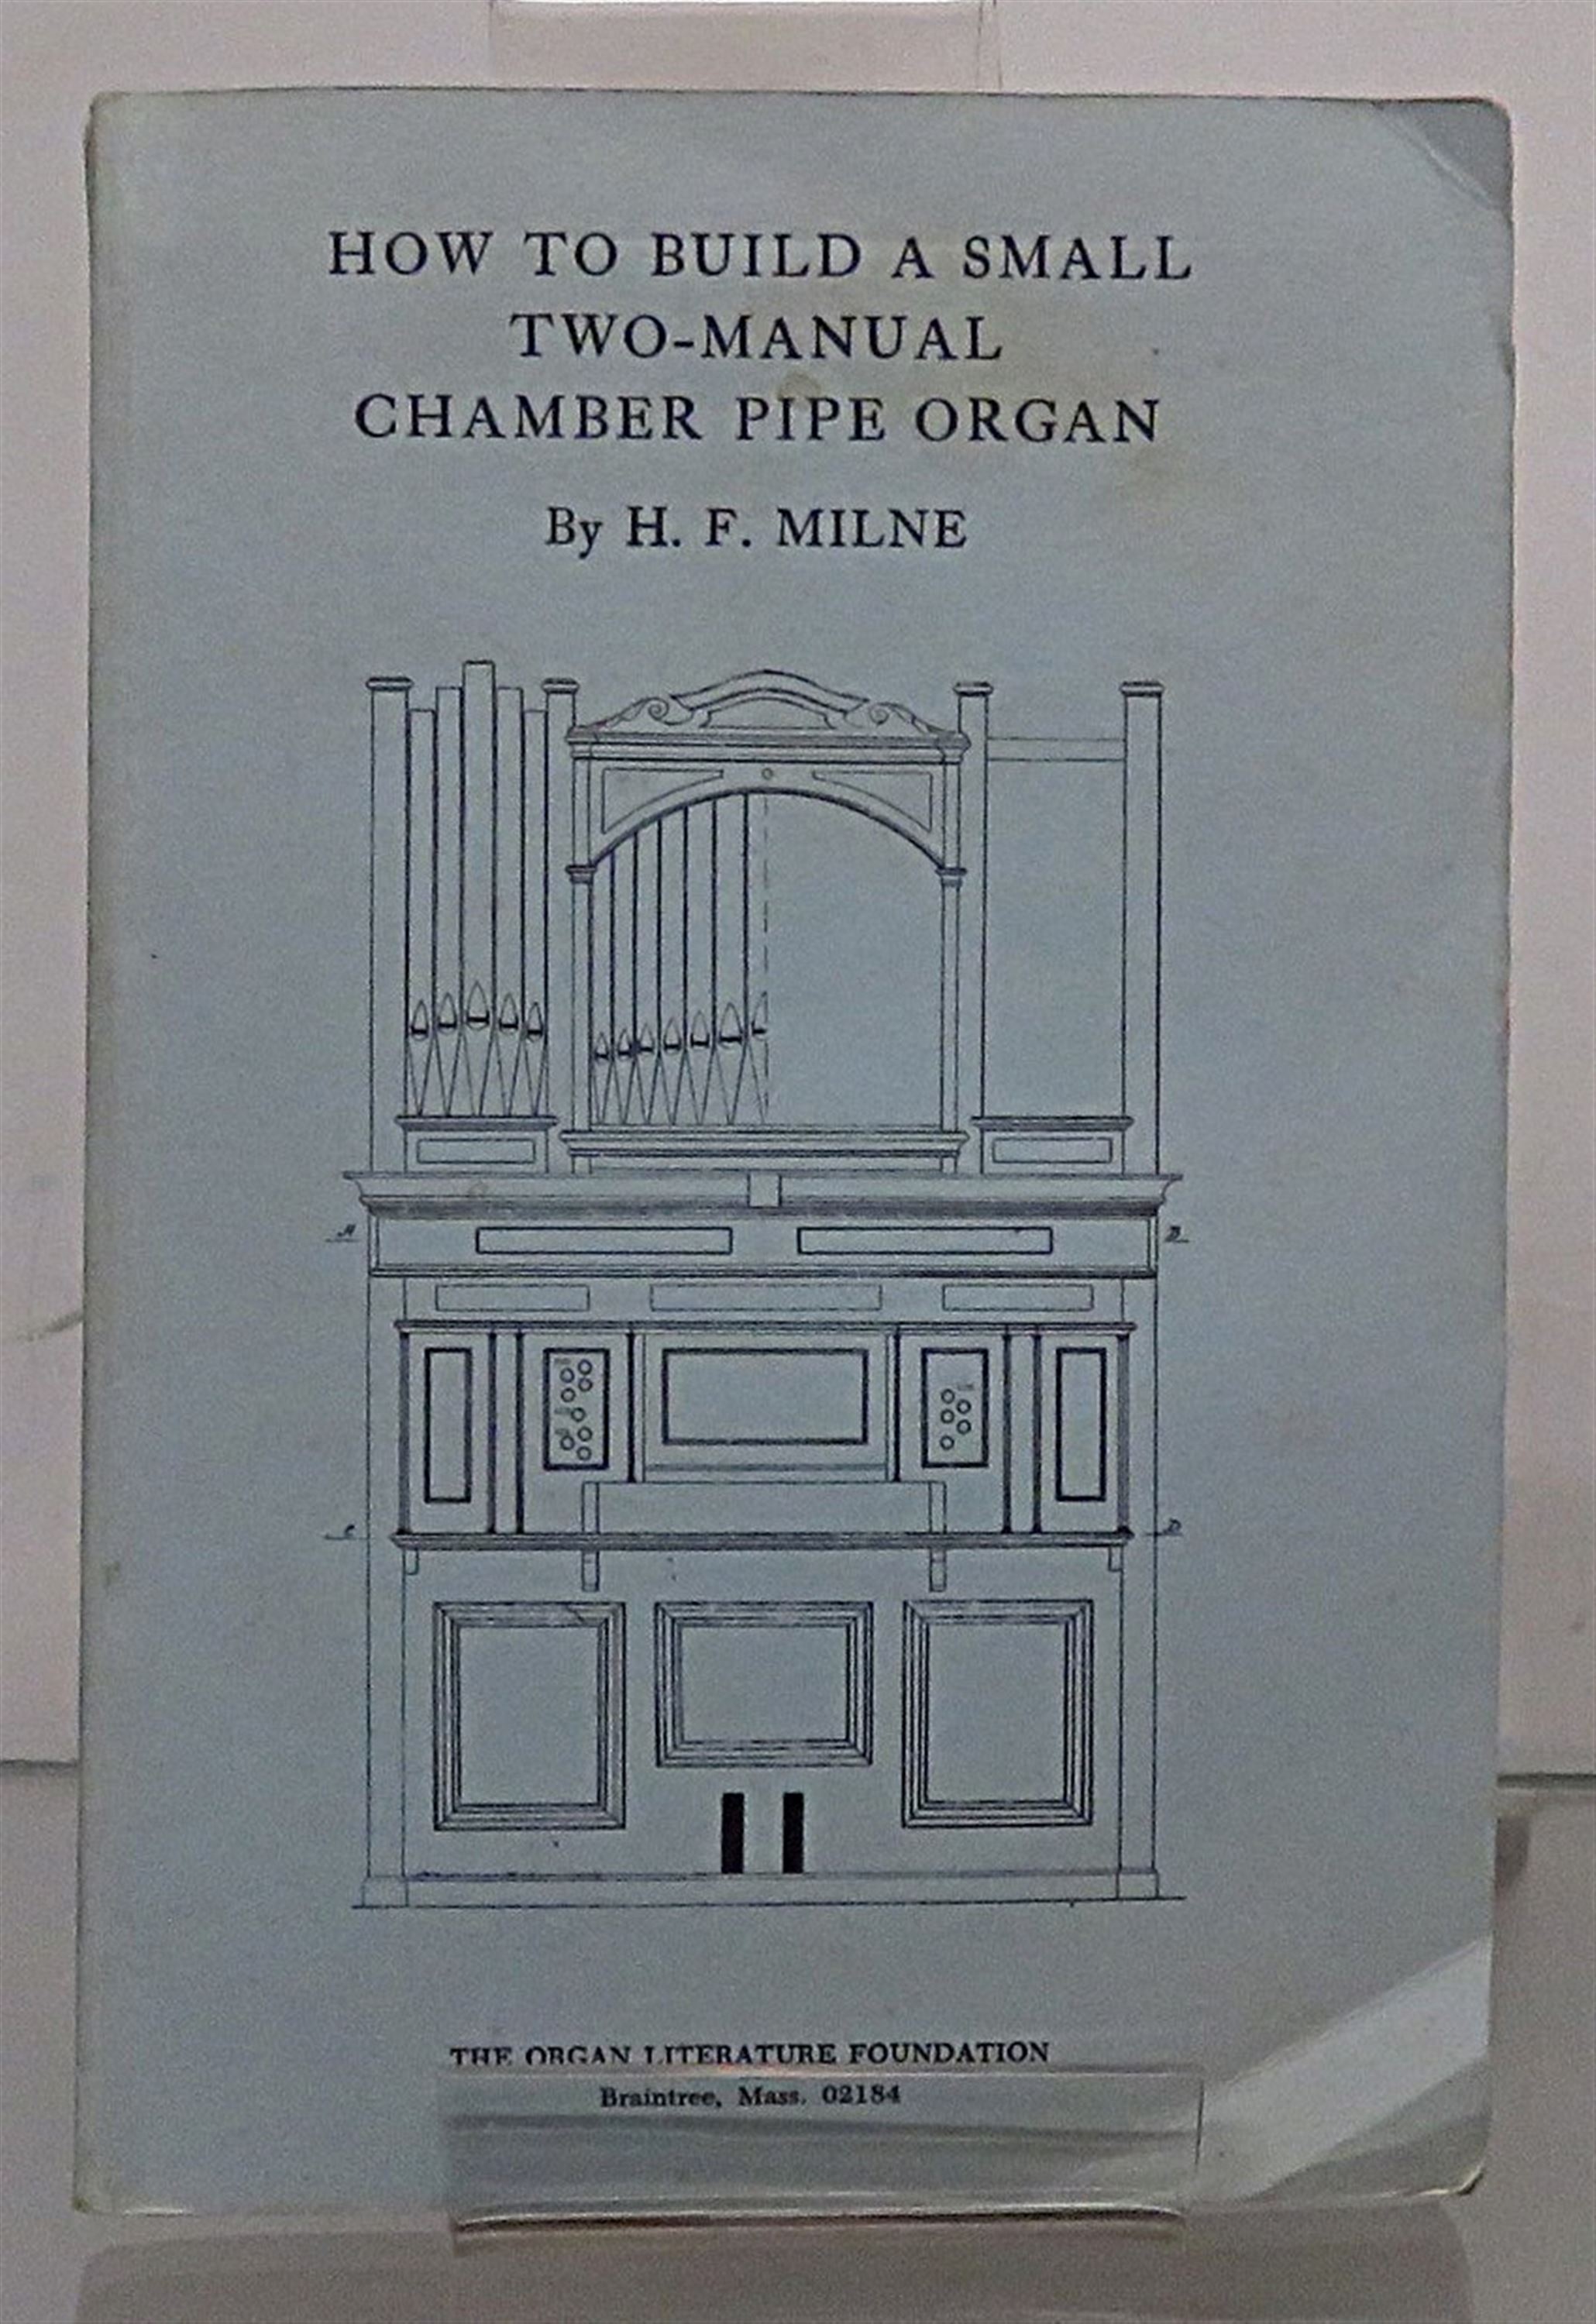 HOW TO BUILD A SMALL
TWO-MANUAL
CHAMBER PIPE ORGAN
By H. F. MILNE
A B
C D
THE ORGAN LITERATURE FOUNDATION
Braintree, Mass. 02184